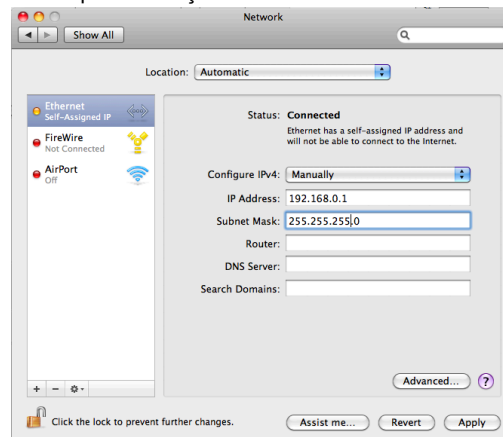 Network
Show All
Location: Automatic
Ethernet
Self-Assigned IP
FireWire
Not Connected
AirPort
Off
Status: Connected
Ethernet has a self-assigned IP address and
will not be able to connect to the Internet.
Configure IPv4: Manually
IP Address: 192.168.0.1
Subnet Mask: 255.255.255.0
Router:
DNS Server:
Search Domains:
Advanced... ?
+ −
Click the lock to prevent further changes.
Assist me... Revert Apply